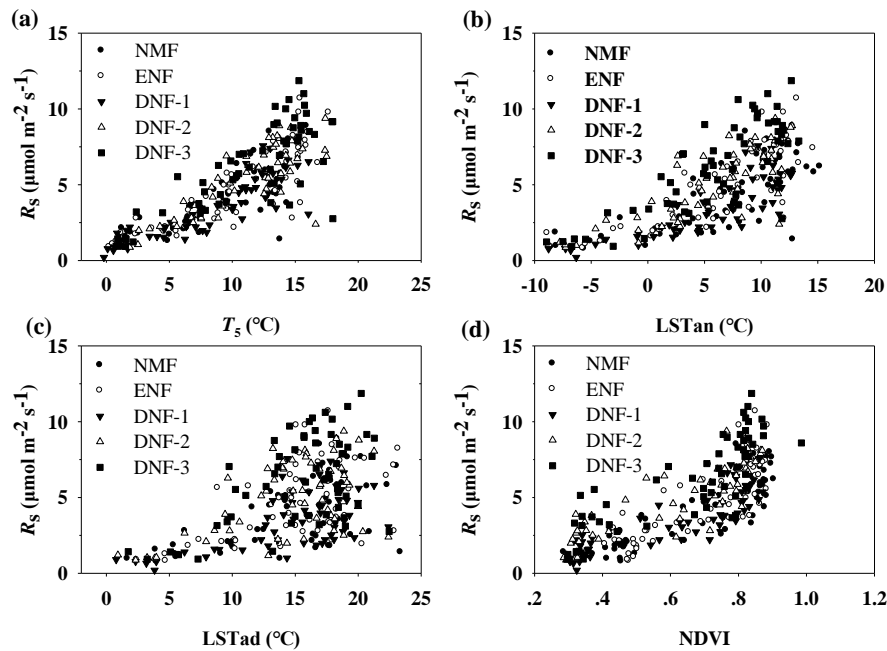 (a)
15
10
5
0
R_S (μmol m⁻² s⁻¹)
NMF
ENF
DNF-1
DNF-2
DNF-3
0 5 10 15 20 25
T_5 (°C)
(b)
15
10
5
0
R_S (μmol m⁻² s⁻¹)
NMF
ENF
DNF-1
DNF-2
DNF-3
-10 -5 0 5 10 15 20
LSTan (°C)
(c)
15
10
5
0
R_S (μmol m⁻² s⁻¹)
NMF
ENF
DNF-1
DNF-2
DNF-3
0 5 10 15 20 25
LSTad (°C)
(d)
15
10
5
0
R_S (μmol m⁻² s⁻¹)
NMF
ENF
DNF-1
DNF-2
DNF-3
.2 .4 .6 .8 1.0 1.2
NDVI